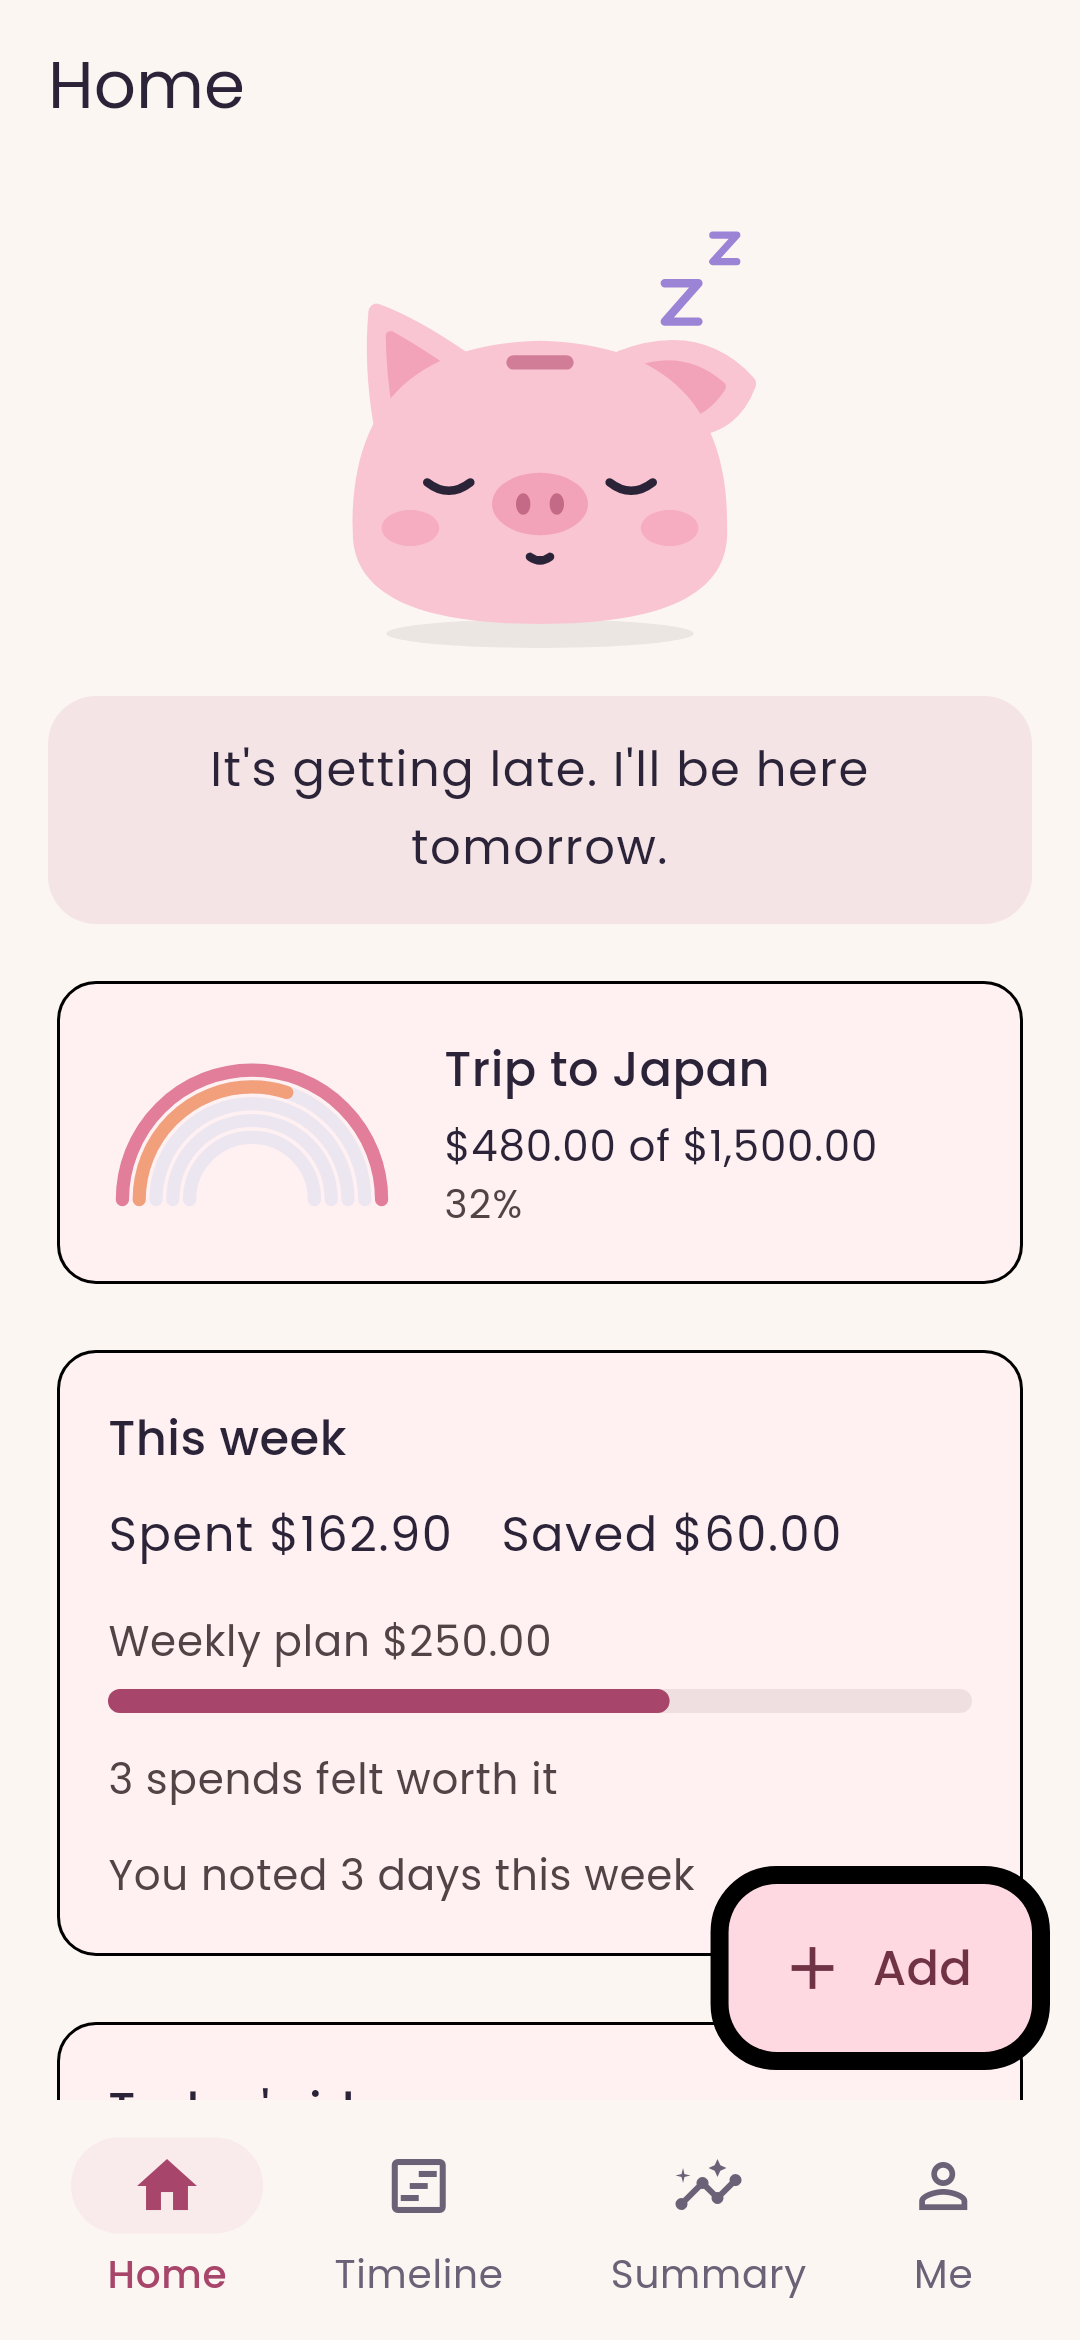 Home
z
z
It's getting late. I'll be here
tomorrow.
Trip to Japan
$480.00 of $1,500.00
32%
This week
Spent $162.90 Saved $60.00
Weekly plan $250.00
3 spends felt worth it
You noted 3 days this week
Add
Home Timeline Summary Me